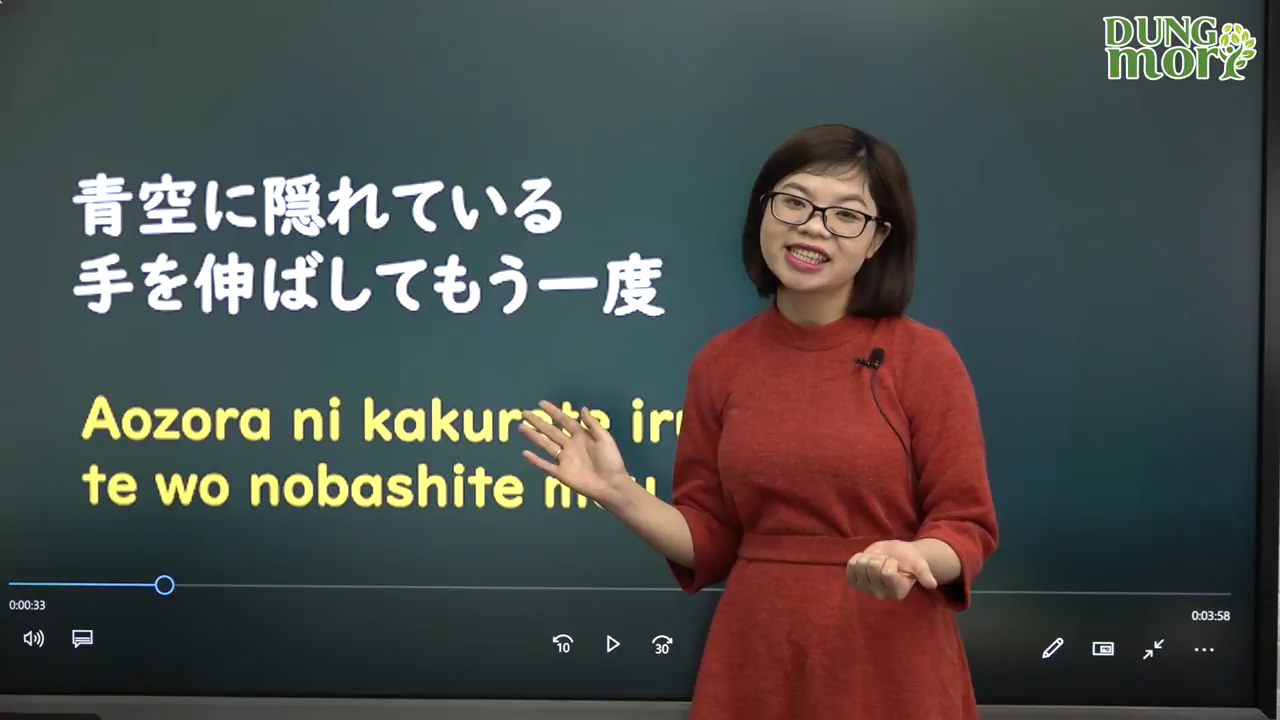 DUNG
mori
青空に隠れている
手を伸ばしてもう一度
Aozora ni kakurete
te wo nobashite
0:00:33
0:03:58
10
30